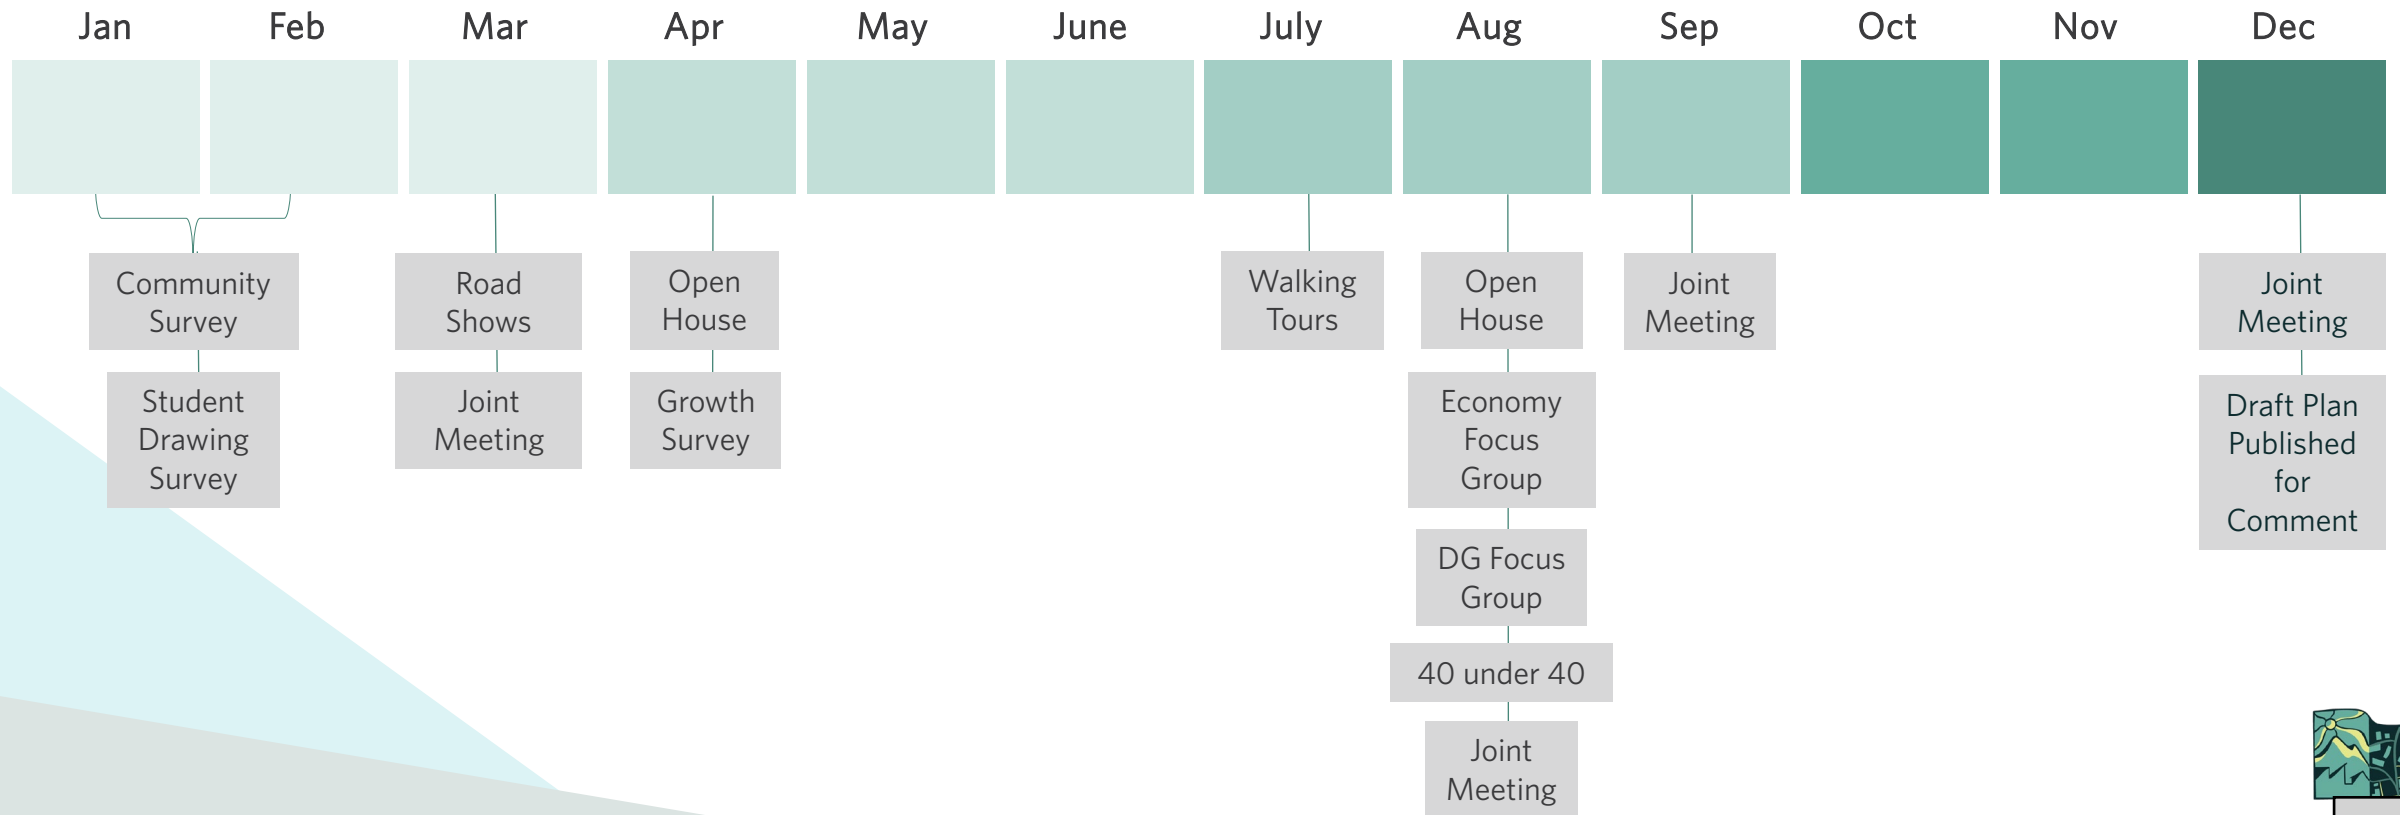 Jan Feb Mar Apr May June July Aug Sep Oct Nov Dec
Community
Survey
Student
Drawing
Survey
Road
Shows
Joint
Meeting
Open
House
Growth
Survey
Walking
Tours
Open
House
Economy
Focus
Group
DG Focus
Group
40 under 40
Joint
Meeting
Joint
Meeting
Joint
Meeting
Draft Plan
Published
for
Comment